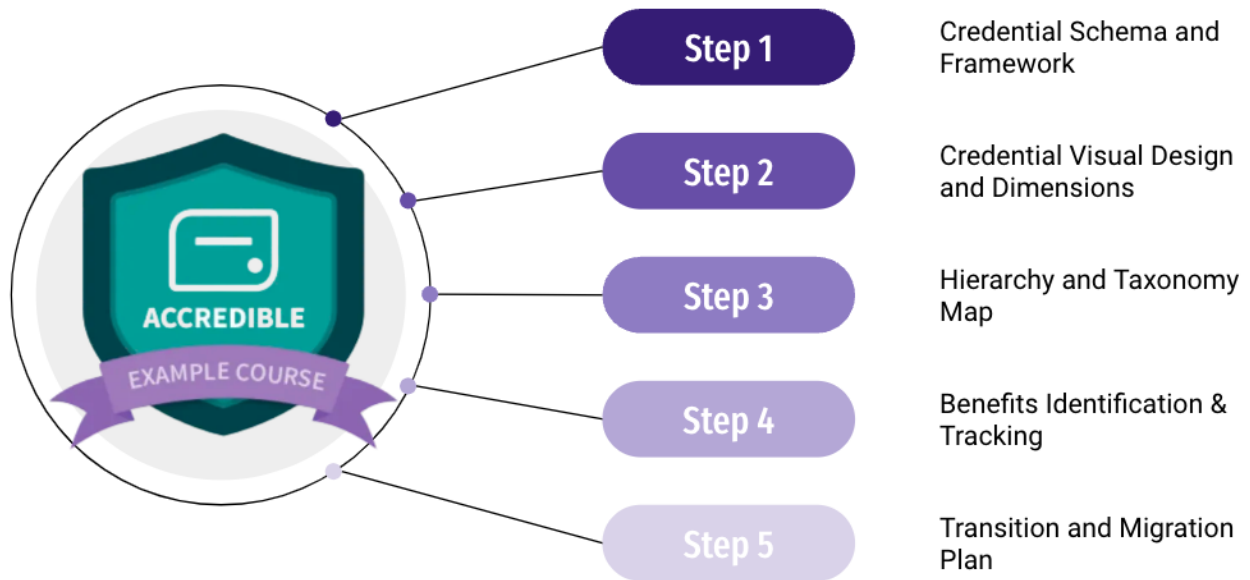 Step 1
Credential Schema and
Framework
Step 2
Credential Visual Design
and Dimensions
ACCREDIBLE
EXAMPLE COURSE
Step 3
Hierarchy and Taxonomy
Map
Step 4
Benefits Identification &
Tracking
Step 5
Transition and Migration
Plan